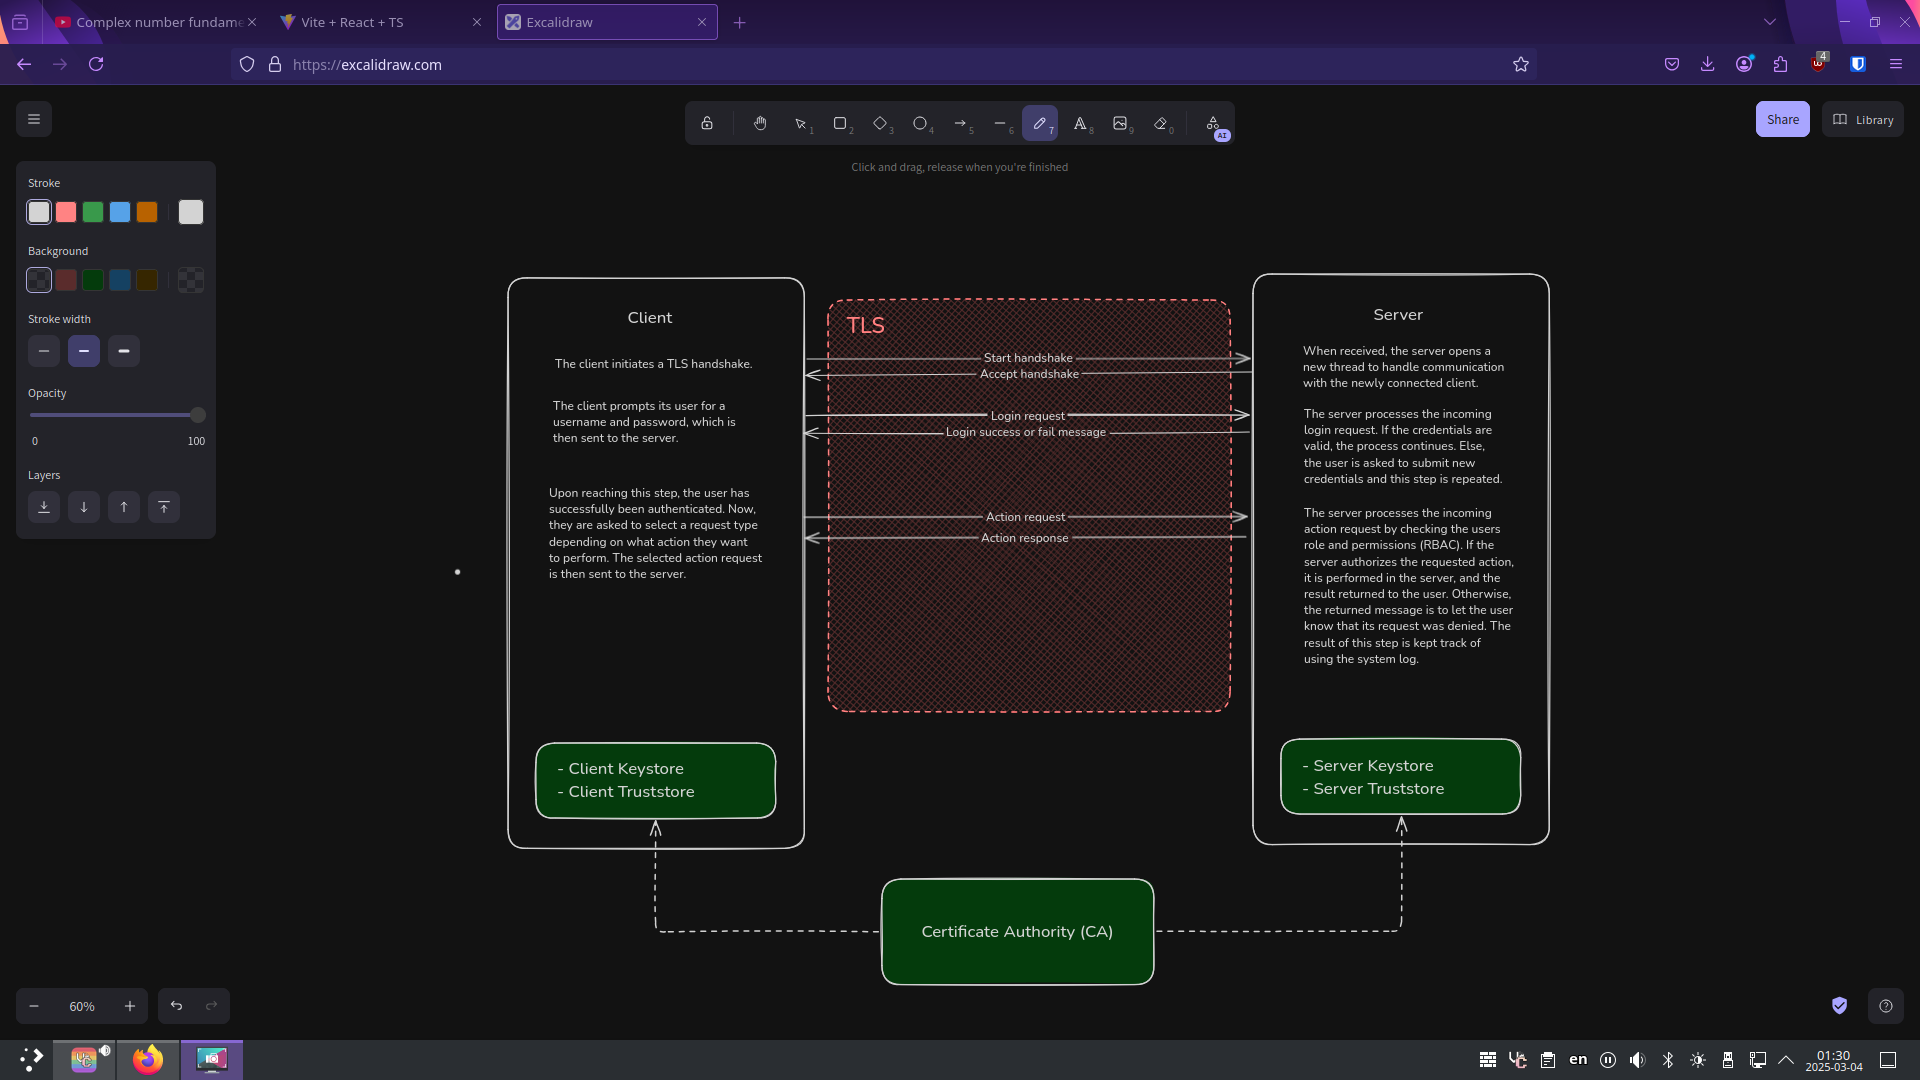 Complex number fundame
Vite + React + TS
Excalidraw
https://excalidraw.com
4
1
2
3
4
5
6
7
8
9
0
AI
Share
Library
Click and drag, release when you're finished
Stroke
Background
Stroke width
Opacity
0
100
Layers
Client
The client initiates a TLS handshake.
The client prompts its user for a
username and password, which is
then sent to the server.
Upon reaching this step, the user has
successfully been authenticated. Now,
they are asked to select a request type
depending on what action they want
to perform. The selected action request
is then sent to the server.
- Client Keystore
- Client Truststore
TLS
Start handshake
Accept handshake
Login request
Login success or fail message
Action request
Action response
Server
When received, the server opens a
new thread to handle communication
with the newly connected client.
The server processes the incoming
login request. If the credentials are
valid, the process continues. Else,
the user is asked to submit new
credentials and this step is repeated.
The server processes the incoming
action request by checking the users
role and permissions (RBAC). If the
server authorizes the requested action,
it is performed in the server, and the
result returned to the user. Otherwise,
the returned message is to let the user
know that its request was denied. The
result of this step is kept track of
using the system log.
- Server Keystore
- Server Truststore
Certificate Authority (CA)
60%
en
01:30
2025-03-04